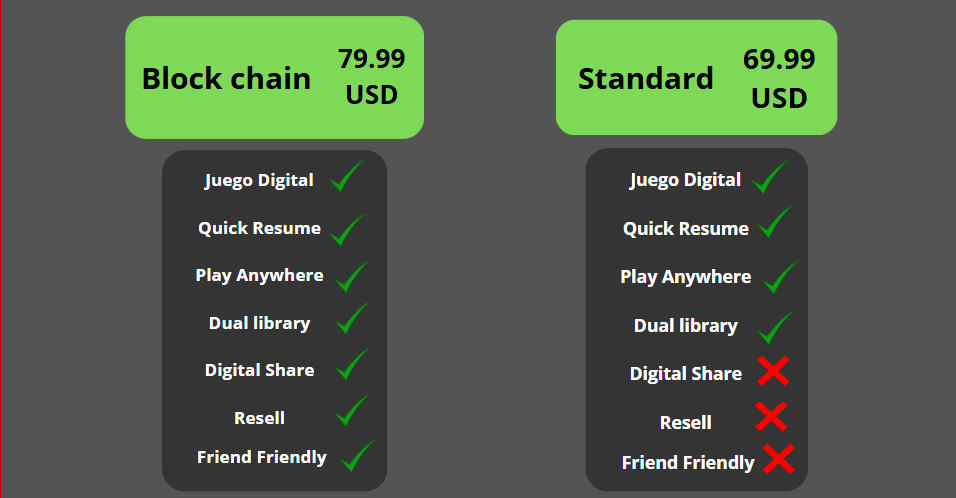 Block chain
79.99
USD
Juego Digital
Quick Resume
Play Anywhere
Dual library
Digital Share
Resell
Friend Friendly
Standard
69.99
USD
Juego Digital
Quick Resume
Play Anywhere
Dual library
Digital Share
Resell
Friend Friendly